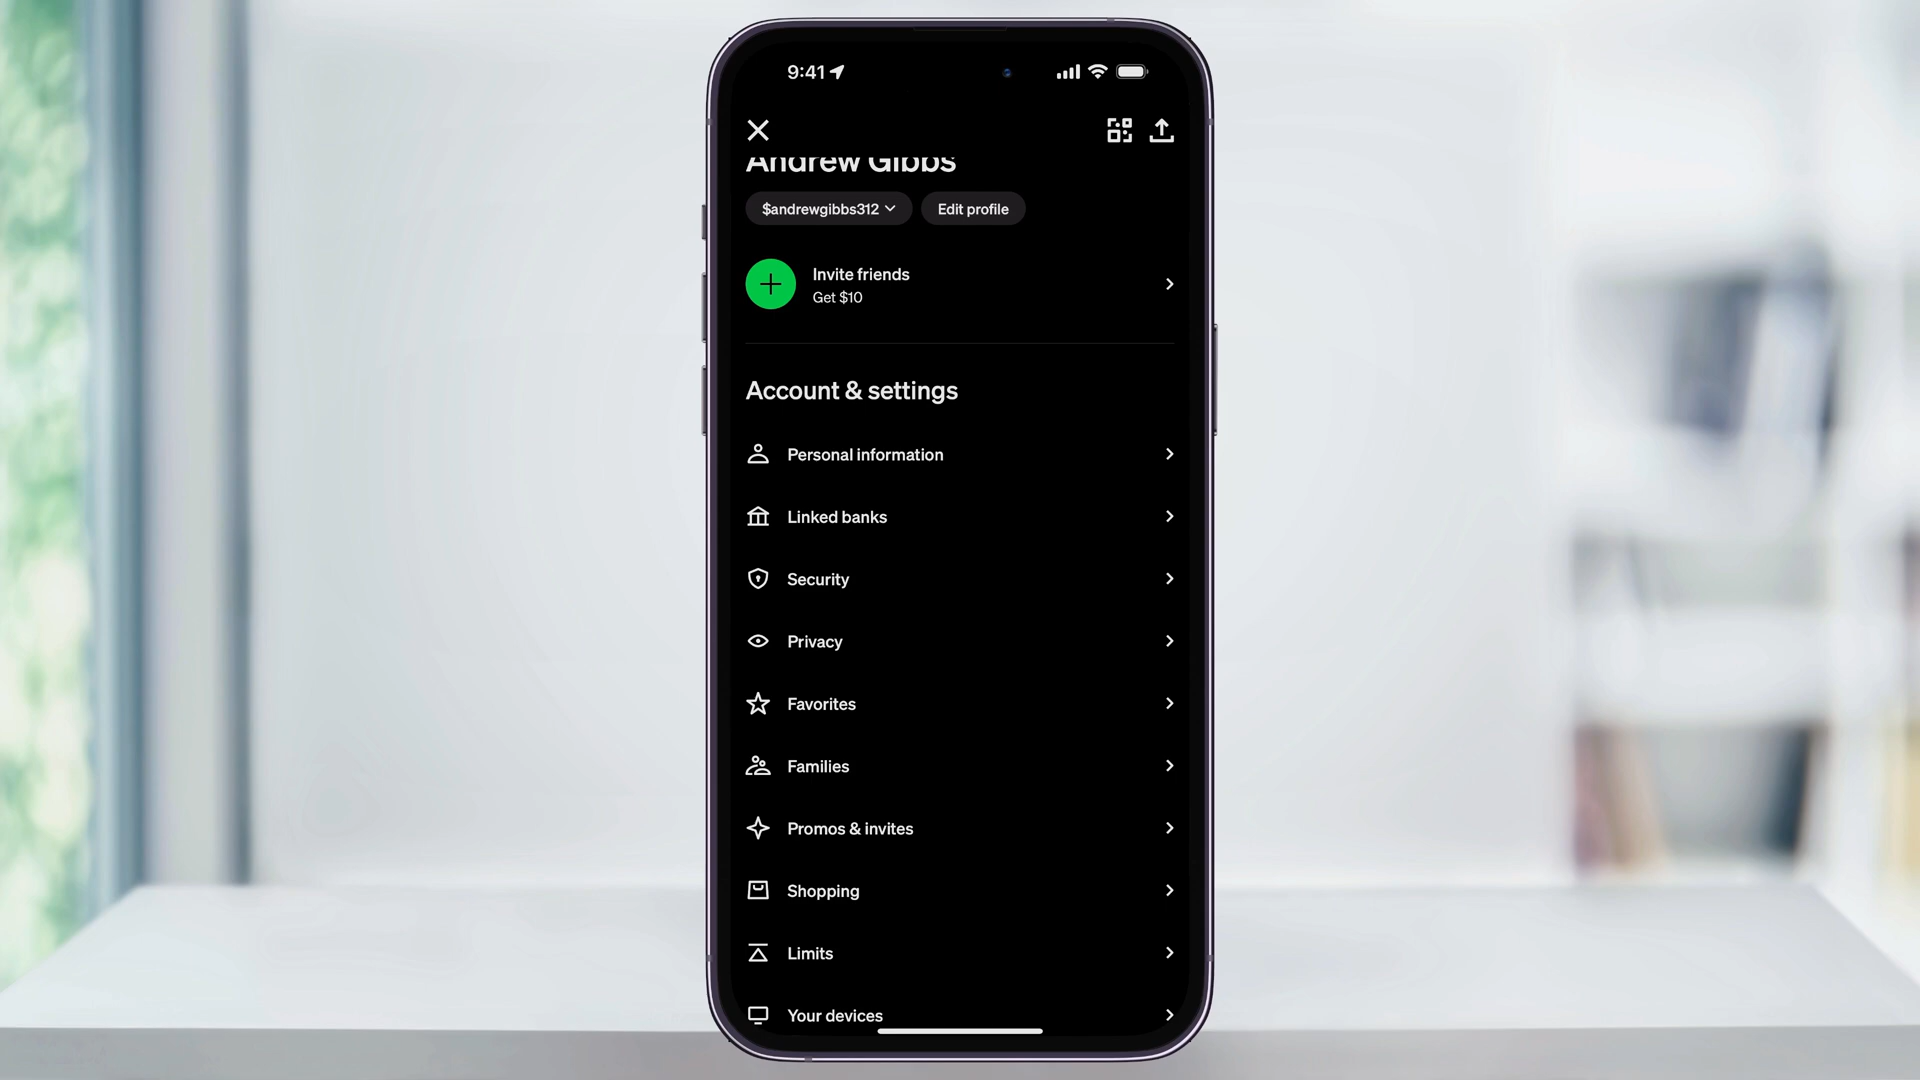 9:41
Andrew Gibbs
$andrewgibbs312
Edit profile
Invite friends
Get $10
Account & settings
Personal information
Linked banks
Security
Privacy
Favorites
Families
Promos & invites
Shopping
Limits
Your devices